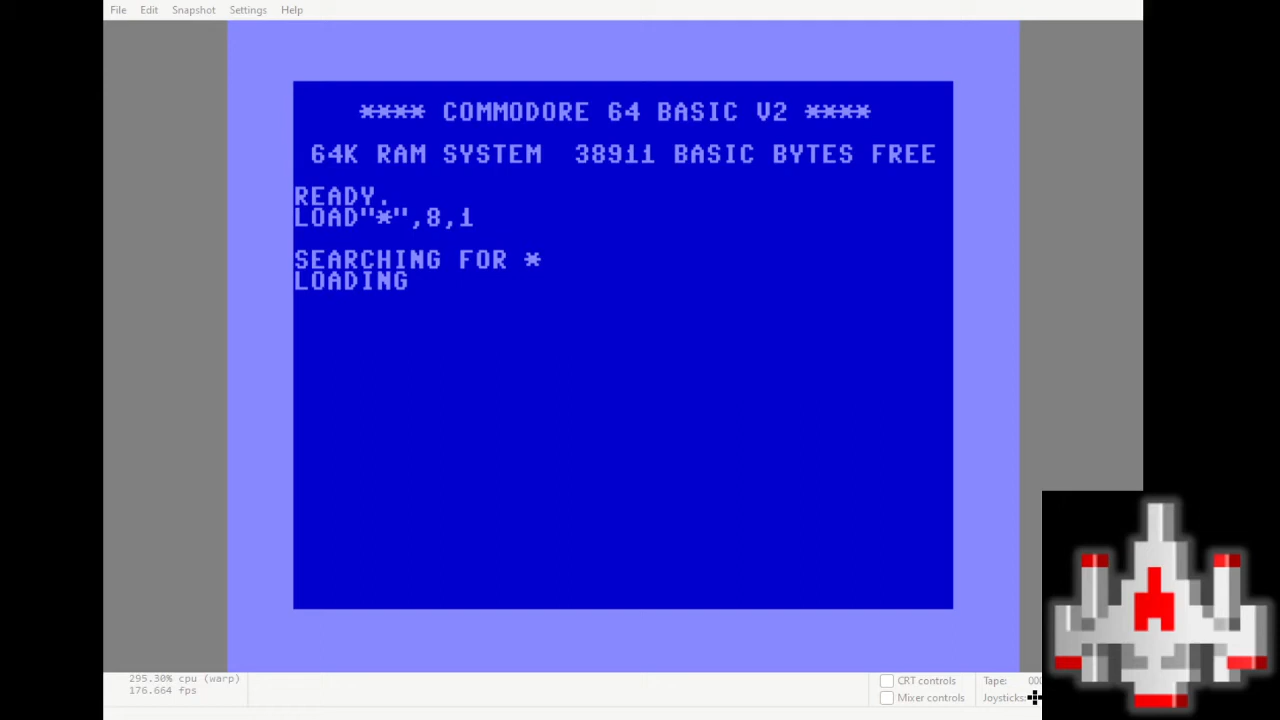 File Edit Snapshot Settings Help
**** COMMODORE 64 BASIC V2 ****
64K RAM SYSTEM 38911 BASIC BYTES FREE
READY.
LOAD"*",8,1
SEARCHING FOR *
LOADING
295.30% cpu (warp)
176.664 fps
CRT controls
Mixer controls
Tape: 000
Joysticks: